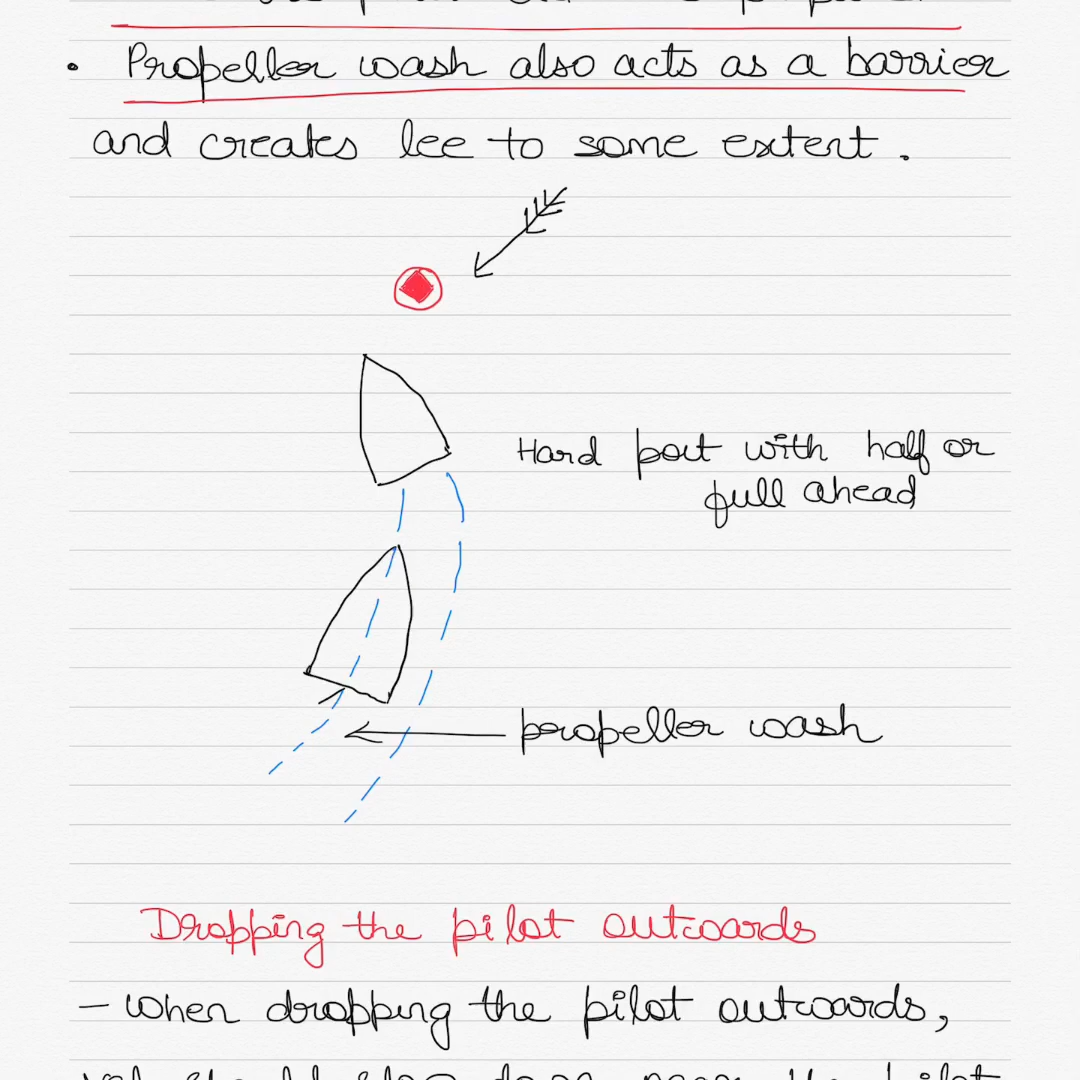 • Propeller wash also acts as a barrier
and creates lee to some extent.
Hard port with half or
full ahead
propeller wash
Dropping the pilot outwards
- When dropping the pilot outwards,